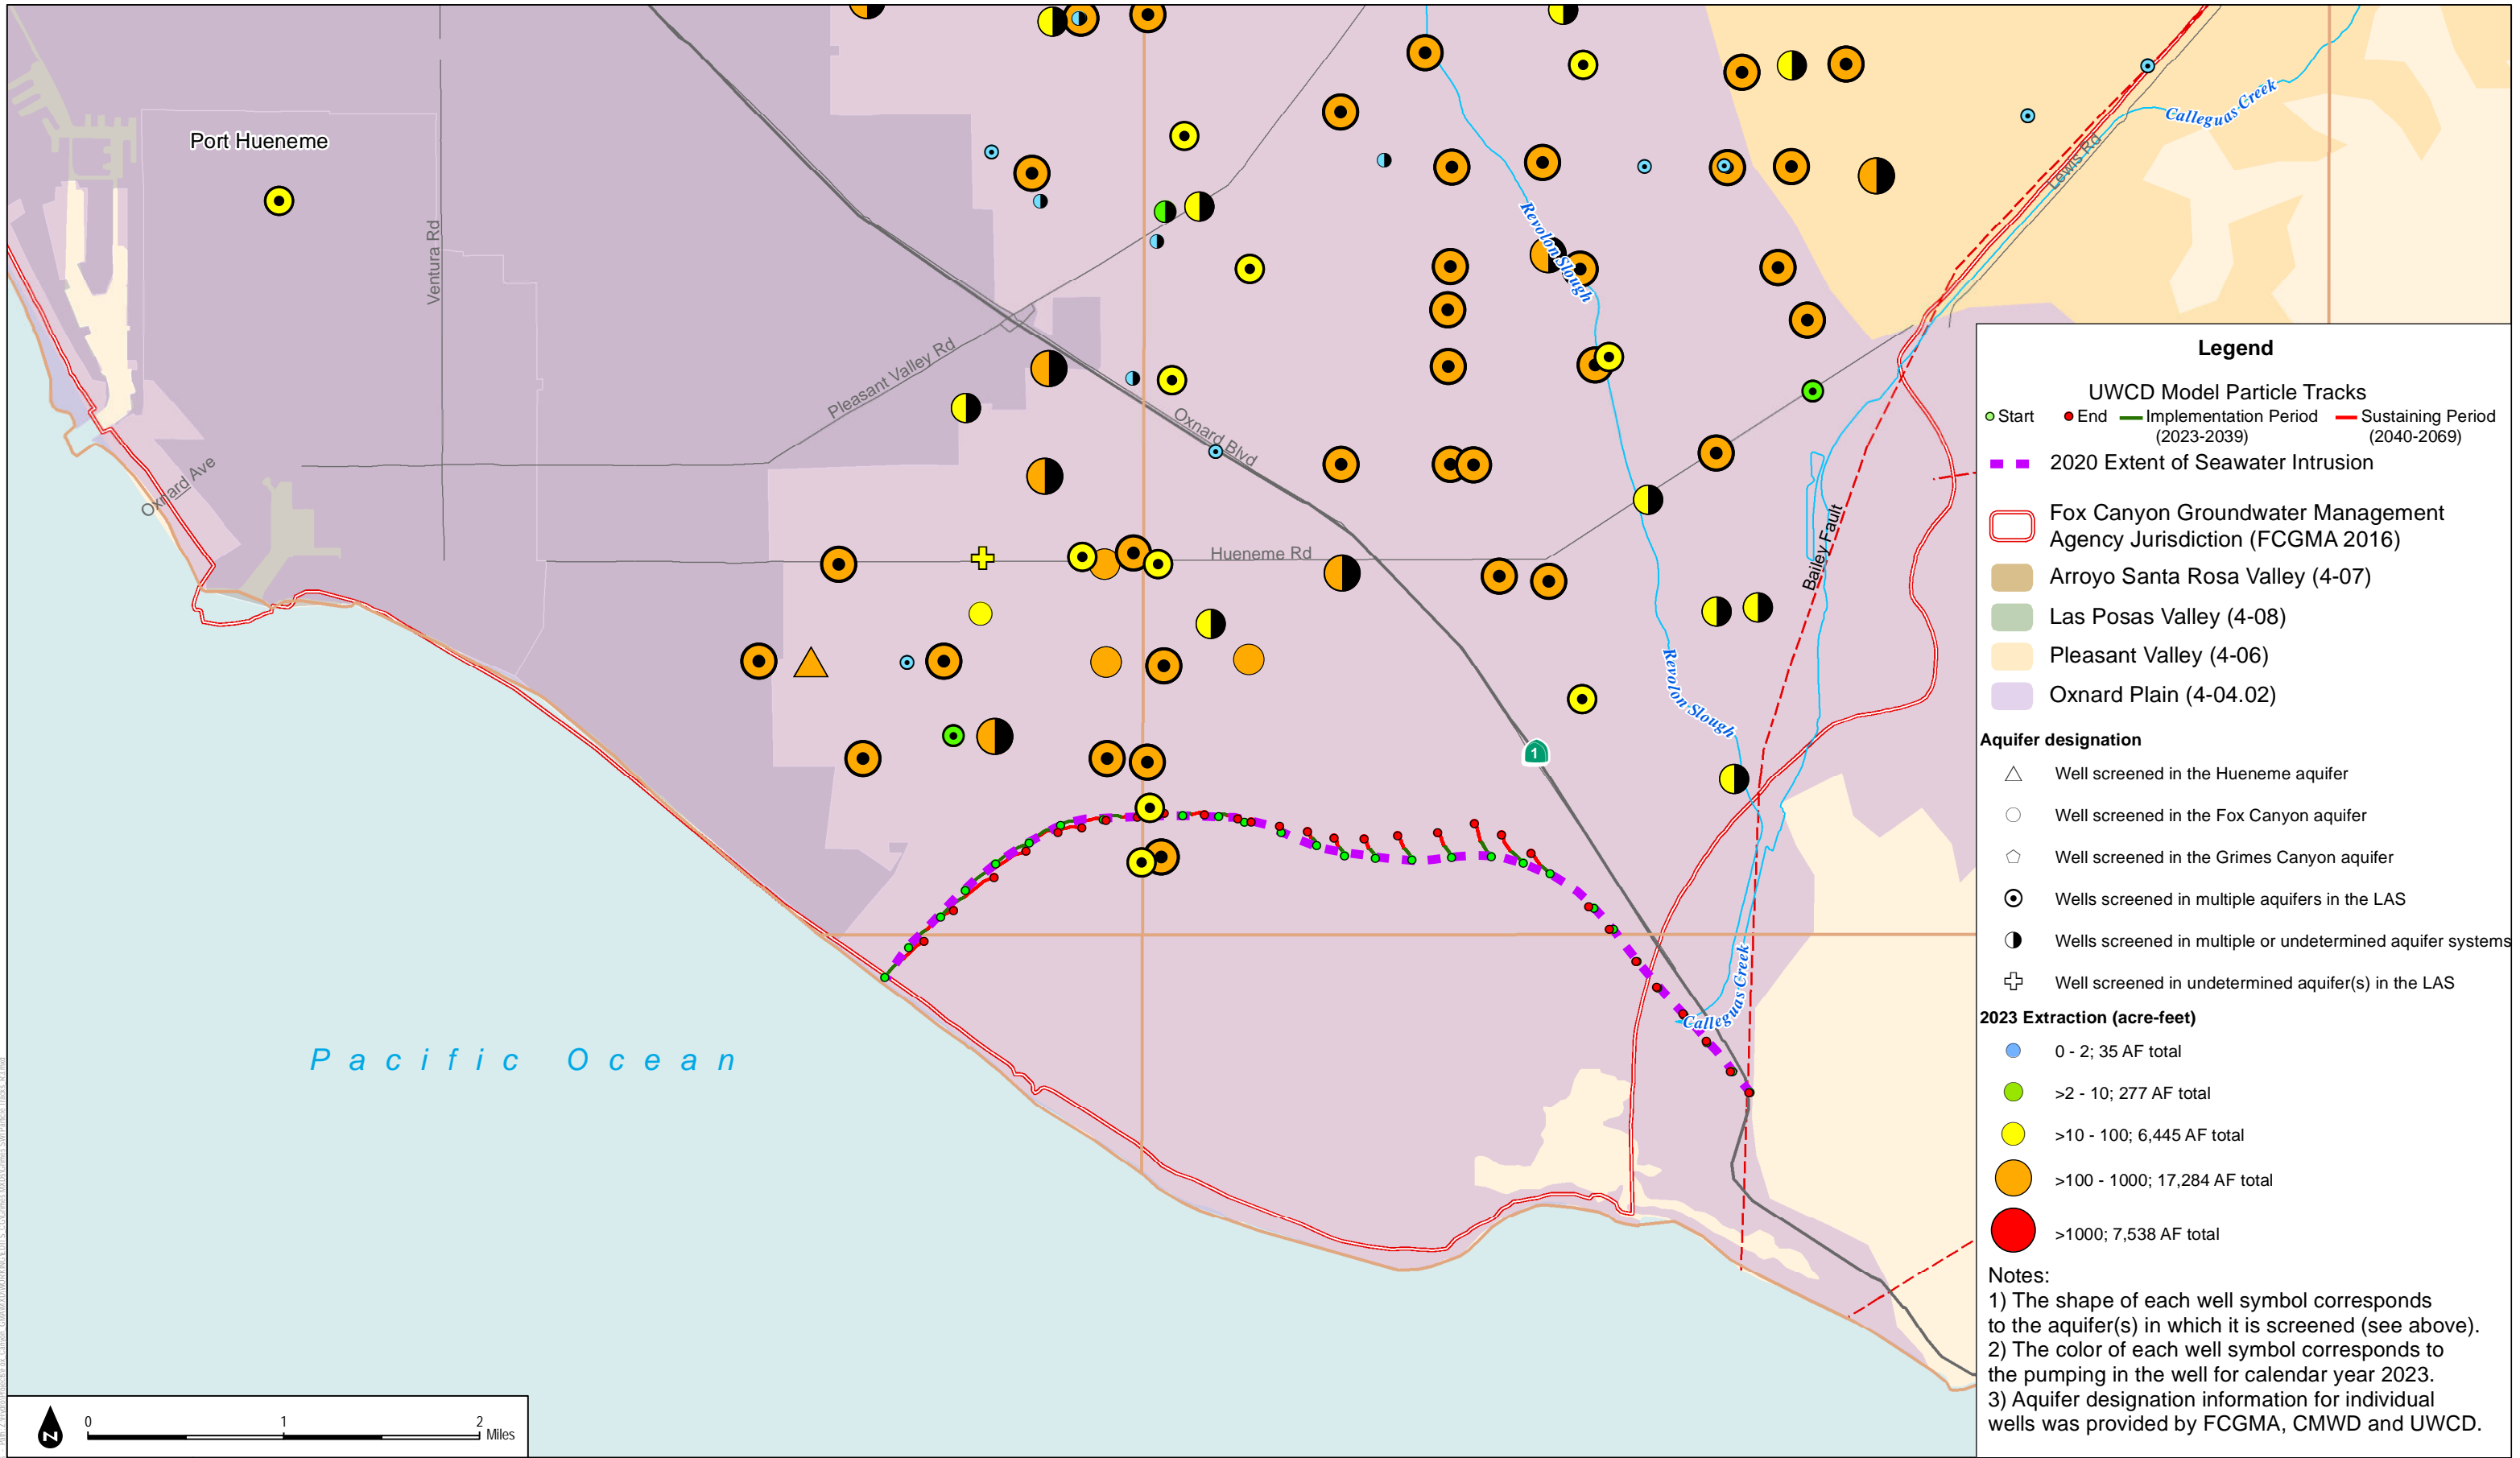 Port Hueneme
Ventura Rd
Oxnard Ave
Pleasant Valley Rd
Oxnard Blvd
Hueneme Rd
Revolon Slough
Revolon Slough
Calleguas Creek
Lewis Rd
Bailey Fault
1
Calleguas Creek
Pacific Ocean
N
0 1 2
Miles
Legend
UWCD Model Particle Tracks
Start End Implementation Period Sustaining Period
(2023-2039) (2040-2069)
2020 Extent of Seawater Intrusion
Fox Canyon Groundwater Management
Agency Jurisdiction (FCGMA 2016)
Arroyo Santa Rosa Valley (4-07)
Las Posas Valley (4-08)
Pleasant Valley (4-06)
Oxnard Plain (4-04.02)
Aquifer designation
Well screened in the Hueneme aquifer
Well screened in the Fox Canyon aquifer
Well screened in the Grimes Canyon aquifer
Wells screened in multiple aquifers in the LAS
Wells screened in multiple or undetermined aquifer systems
Well screened in undetermined aquifer(s) in the LAS
2023 Extraction (acre-feet)
0 - 2; 35 AF total
>2 - 10; 277 AF total
>10 - 100; 6,445 AF total
>100 - 1000; 17,284 AF total
>1000; 7,538 AF total
Notes:
1) The shape of each well symbol corresponds
to the aquifer(s) in which it is screened (see above).
2) The color of each well symbol corresponds to
the pumping in the well for calendar year 2023.
3) Aquifer designation information for individual
wells was provided by FCGMA, CMWD and UWCD.